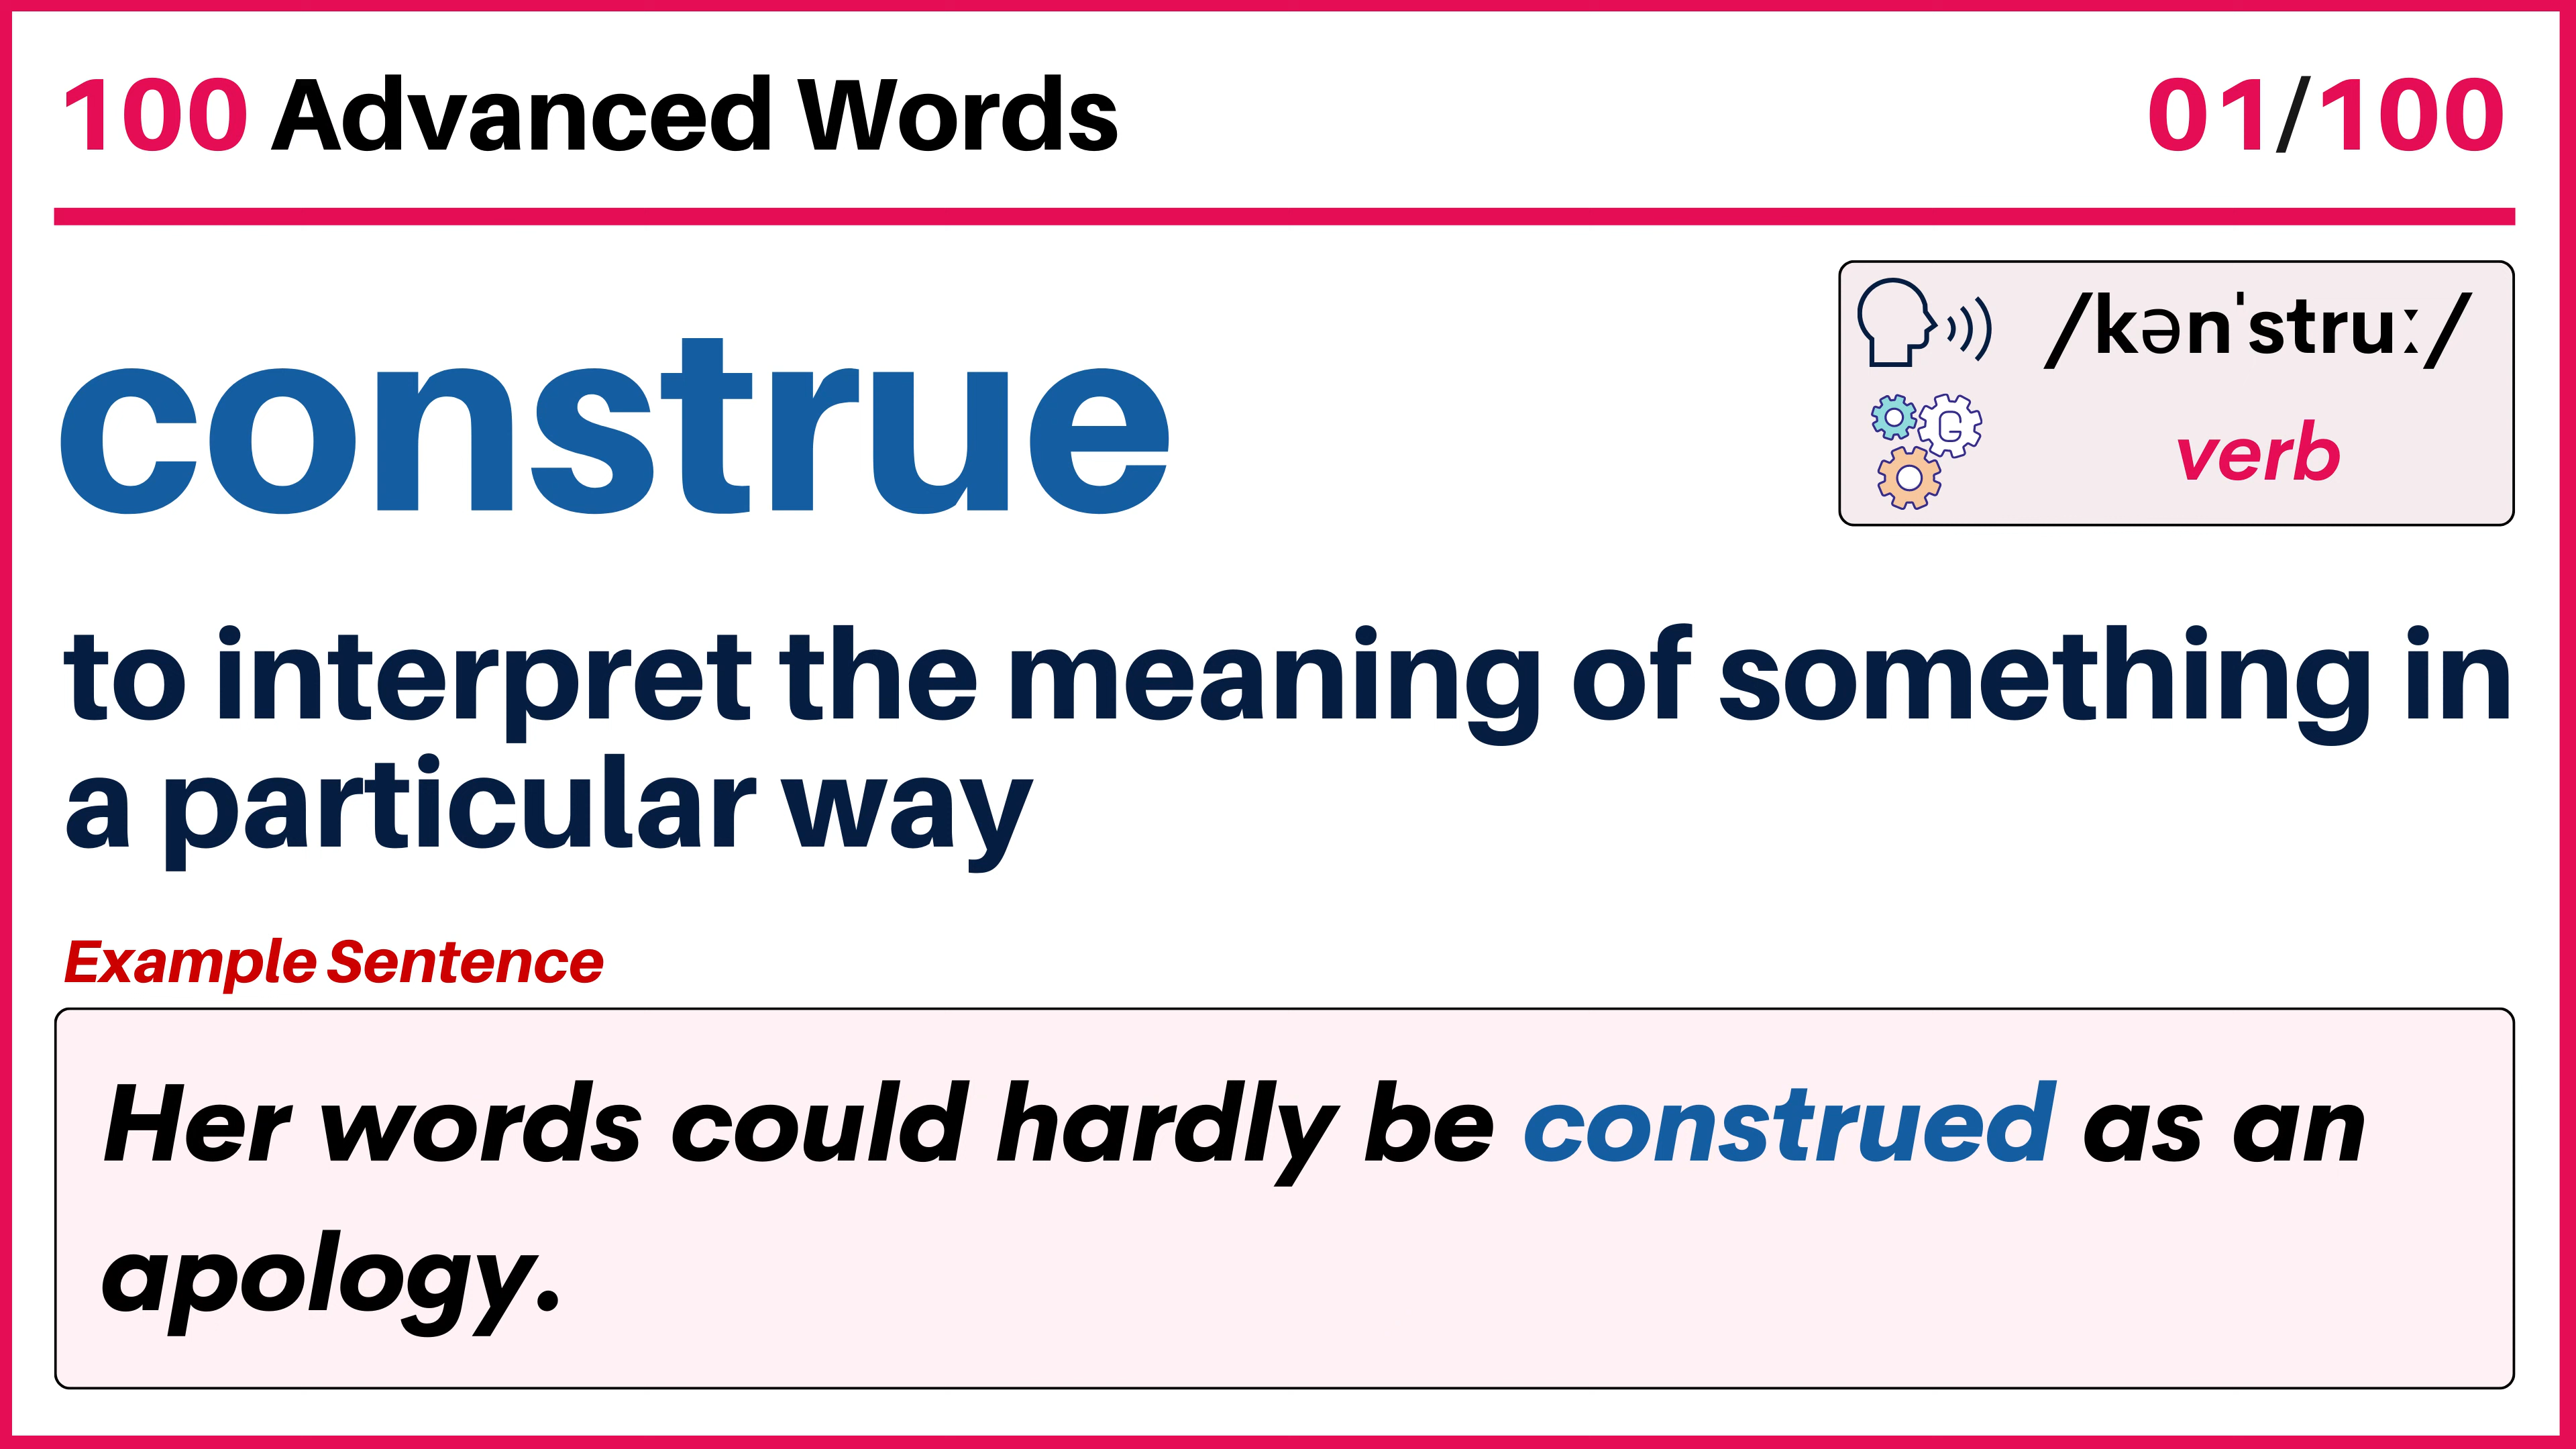 100 Advanced Words
01/100
construe
/kənˈstruː/
G
verb
to interpret the meaning of something in
a particular way
Example Sentence
Her words could hardly be construed as an
apology.